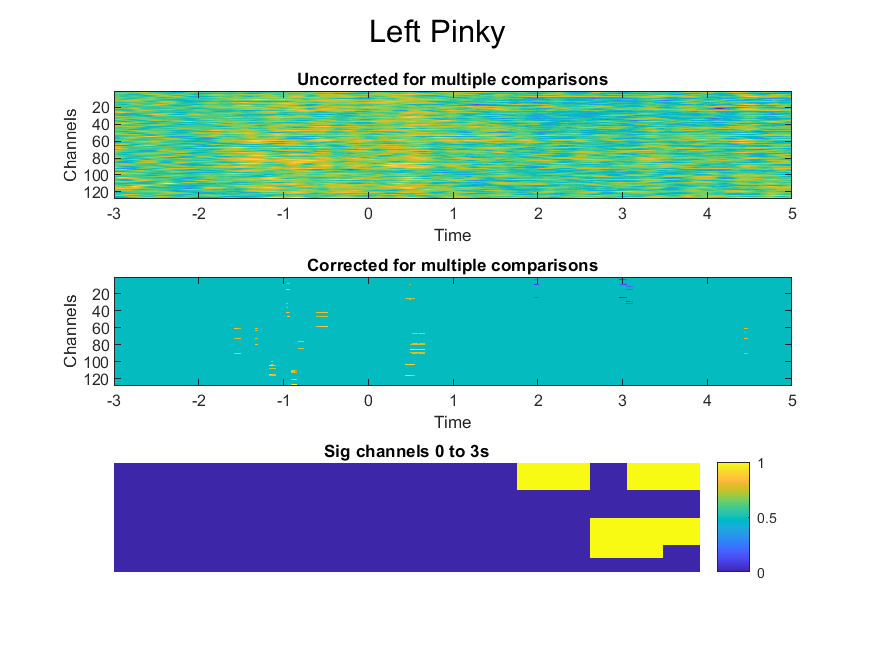 Left Pinky
Uncorrected for multiple comparisons
Channels
20
40
60
80
100
120
-3 -2 -1 0 1 2 3 4 5
Time
Corrected for multiple comparisons
Channels
20
40
60
80
100
120
-3 -2 -1 0 1 2 3 4 5
Time
Sig channels 0 to 3s
1
0.5
0